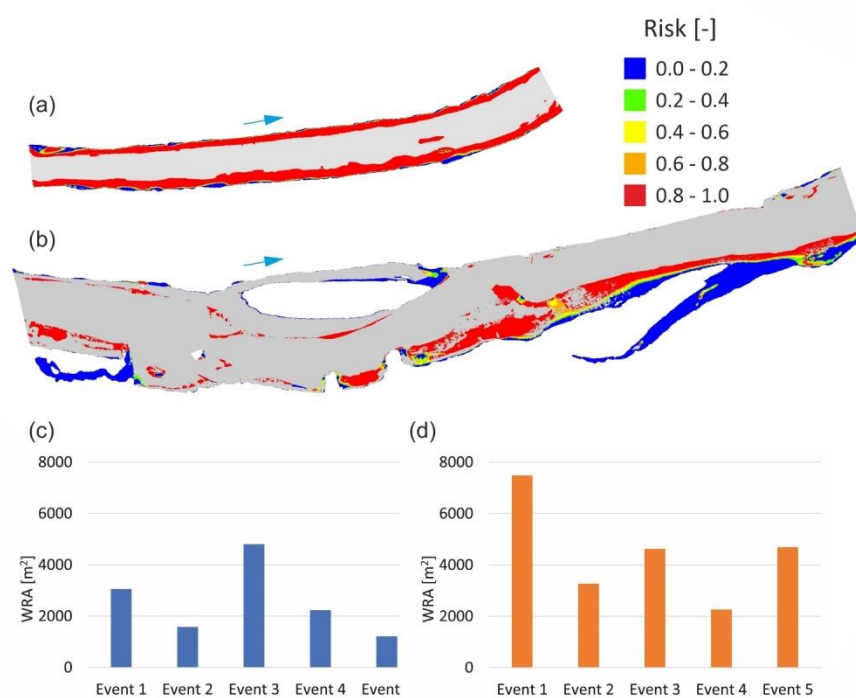 Risk [-]
0.0 - 0.2
0.2 - 0.4
0.4 - 0.6
0.6 - 0.8
0.8 - 1.0
(a)
(b)
(c)
8000
6000
4000
2000
0
WRA [m²]
Event 1 Event 2 Event 3 Event 4 Event
(d)
8000
6000
4000
2000
0
WRA [m²]
Event 1 Event 2 Event 3 Event 4 Event 5